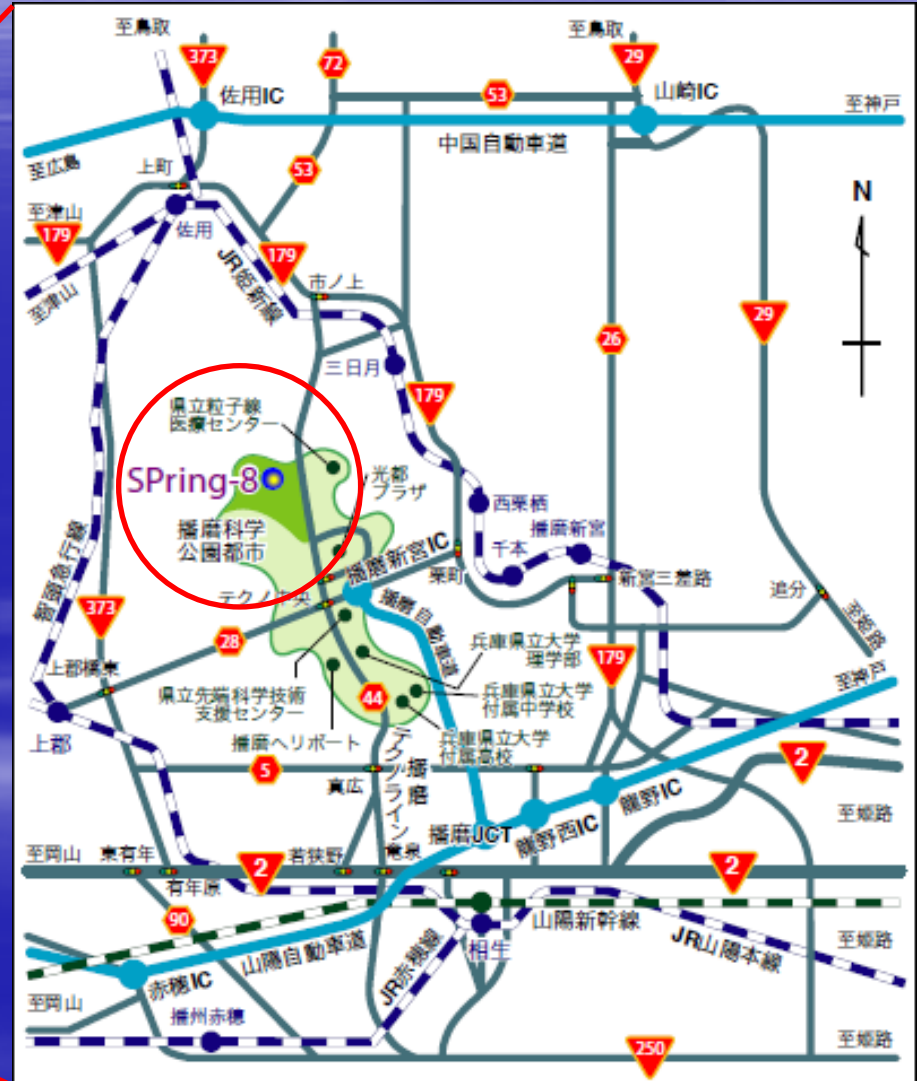 至鳥取
至鳥取
373
72
29
佐用IC
53
山崎IC
至神戸
中国自動車道
至広島
上町
53
N
至津山
179
佐用
JR姫新線
179
至津山
市ノ上
29
26
三日月
179
県立粒子線
医療センター
光都
プラザ
SPring-8
西栗栖
播磨科学
公園都市
播磨新宮
千本
播磨新宮IC
栗町
新宮三差路
追分
智頭急行線
373
テクノ中央
播磨自動車道
至姫路
28
兵庫県立大学
理学部
179
上郡橋東
至神戸
県立先端科学技術
支援センター
44
兵庫県立大学
付属中学校
上郡
播磨ヘリポート
兵庫県立大学
付属高校
2
5
播磨
テクノライン
真広
龍野IC
龍野西IC
至姫路
播磨JCT
至岡山
東有年
若狭野
竜泉
2
2
有年原
90
山陽新幹線
相生
JR山陽本線
至姫路
山陽自動車道
JR赤穂線
赤穂IC
至岡山
播州赤穂
至姫路
250